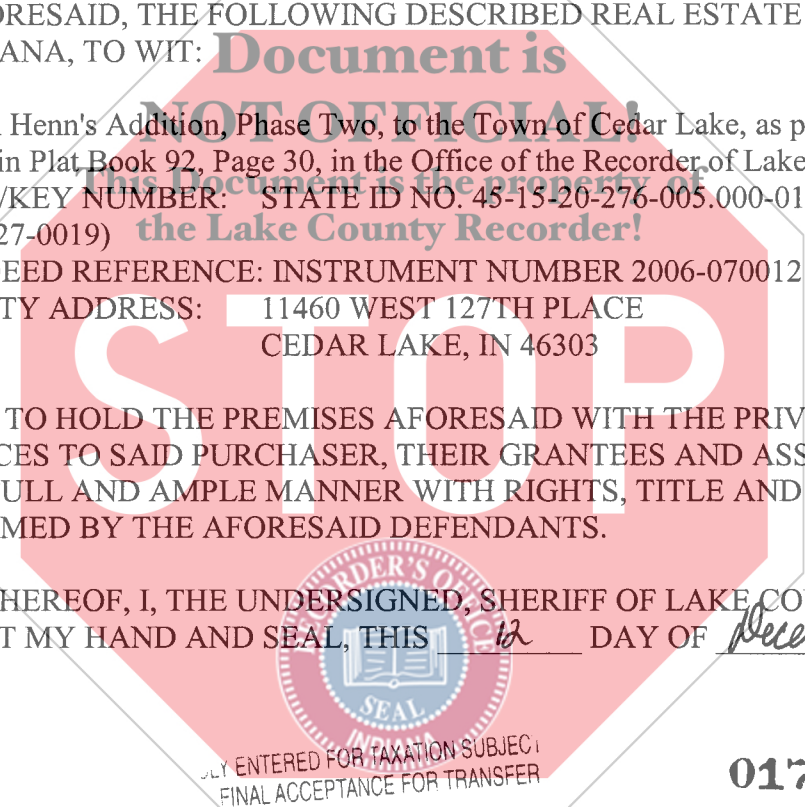 RESAID, THE FOLLOWING DESCRIBED REAL ESTATE
ANA, TO WIT:
Document is
NOT OFFICIAL!
Henn's Addition, Phase Two, to the Town of Cedar Lake, as p
in Plat Book 92, Page 30, in the Office of the Recorder of Lake
This Document is the property of
/KEY NUMBER: STATE ID NO. 45-15-20-276-005.000-01
27-0019)
the Lake County Recorder!
EED REFERENCE: INSTRUMENT NUMBER 2006-070012
TY ADDRESS: 11460 WEST 127TH PLACE
CEDAR LAKE, IN 46303
STOP
TO HOLD THE PREMISES AFORESAID WITH THE PRIV
CES TO SAID PURCHASER, THEIR GRANTEES AND ASS
ULL AND AMPLE MANNER WITH RIGHTS, TITLE AND
MED BY THE AFORESAID DEFENDANTS.
HEREOF, I, THE UNDERSIGNED, SHERIFF OF LAKE CO
T MY HAND AND SEAL, THIS 12 DAY OF Dece
RECORDER'S OFFICE
SEAL
INDIANA
LY ENTERED FOR TAXATION SUBJECT
FINAL ACCEPTANCE FOR TRANSFER
017